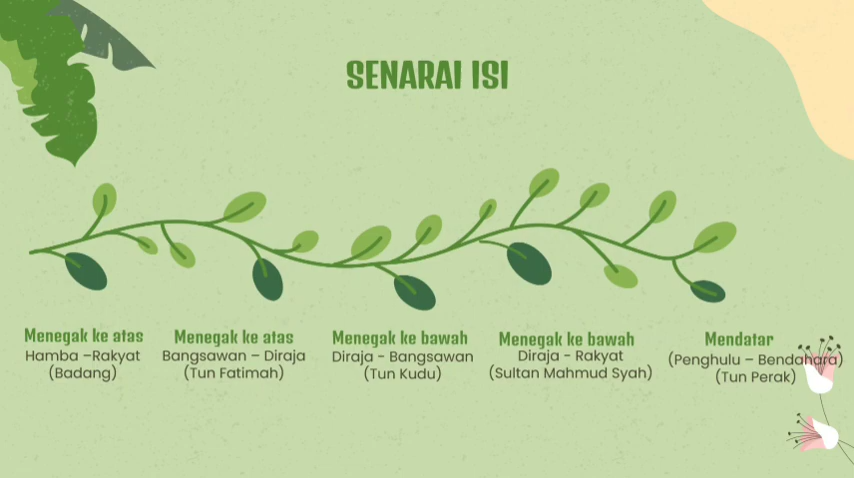 SENARAI ISI
Menegak ke atas
Hamba –Rakyat
(Badang)
Menegak ke atas
Bangsawan – Diraja
(Tun Fatimah)
Menegak ke bawah
Diraja - Bangsawan
(Tun Kudu)
Menegak ke bawah
Diraja - Rakyat
(Sultan Mahmud Syah)
Mendatar
(Penghulu – Bendahara)
(Tun Perak)